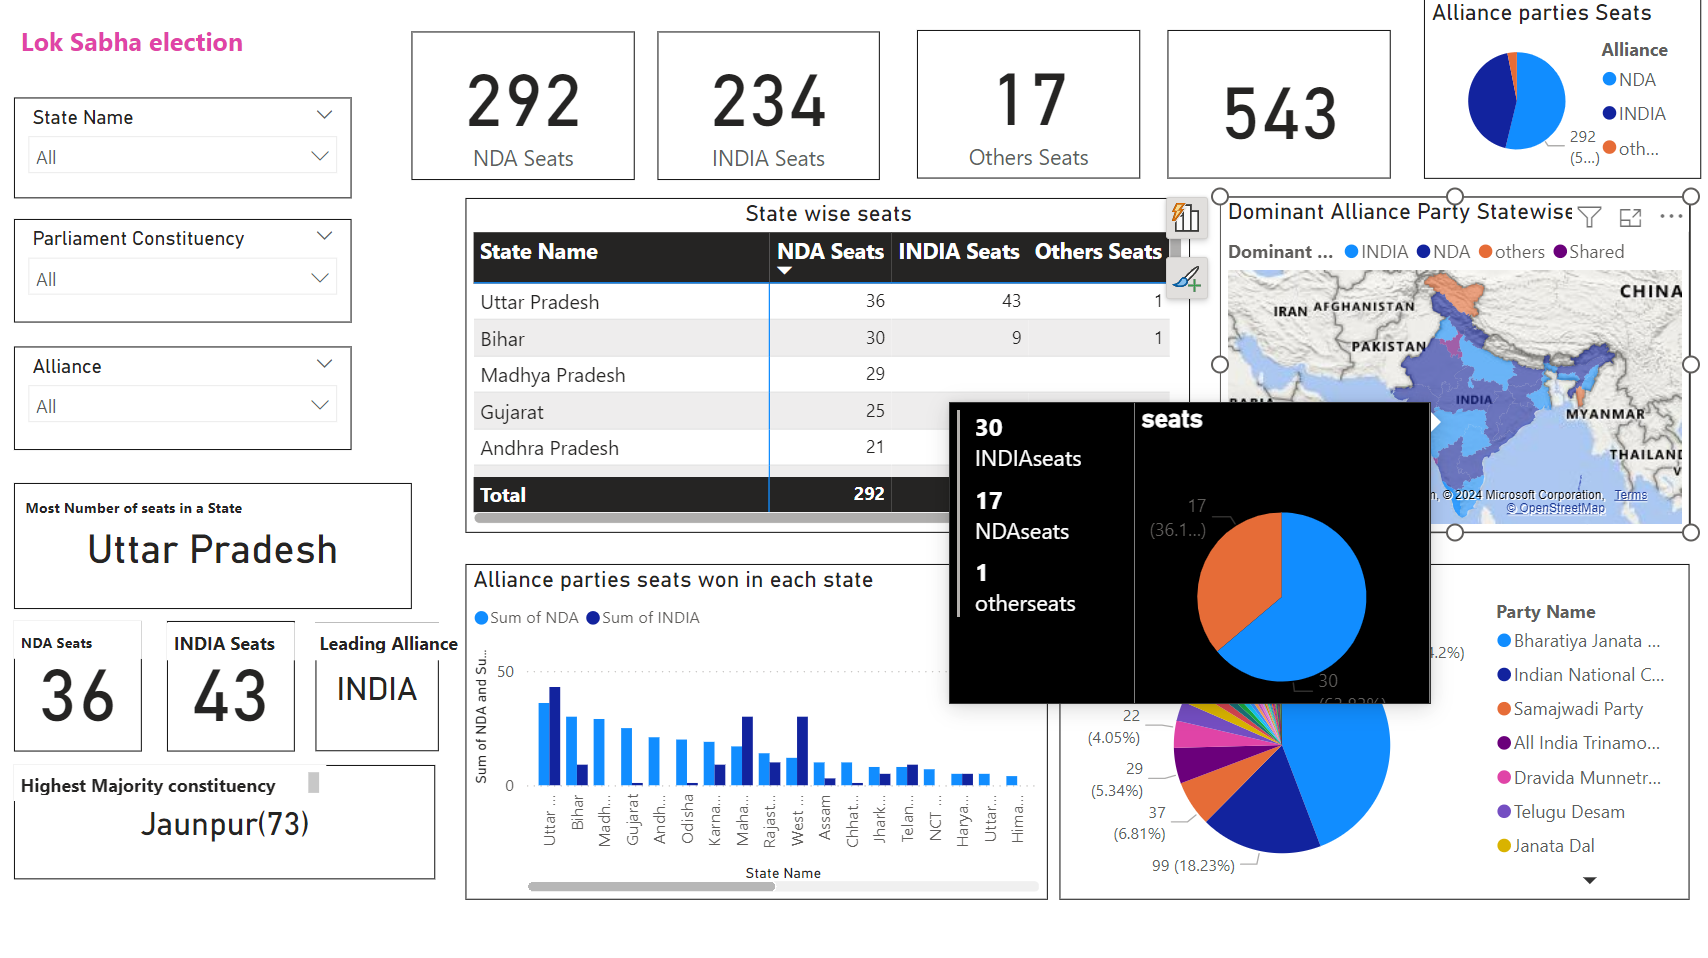 Lok Sabha election
State Name
All
Parliament Constituency
All
Alliance
All
Most Number of seats in a State
Uttar Pradesh
NDA Seats
36
INDIA Seats
43
Leading Alliance
INDIA
Highest Majority constituency
Jaunpur(73)
292
NDA Seats
234
INDIA Seats
17
Others Seats
543
Alliance parties Seats
Alliance
NDA
INDIA
oth...
292
(5...)
State wise seats
State Name NDA Seats INDIA Seats Others Seats
Uttar Pradesh 36 43 1
Bihar 30 9 1
Madhya Pradesh 29
Gujarat 25
Andhra Pradesh 21
Total 292
Dominant Alliance Party Statewise
Dominant ... INDIA NDA others Shared
CHINA
IRAN
AFGHANISTAN
PAKISTAN
INDIA
MYANMAR
THAILAND
© 2024 Microsoft Corporation, Terms
© OpenStreetMap
30
INDIAseats
17
NDAseats
1
otherseats
seats
17
(36.1...)
30
Alliance parties seats won in each state
Sum of NDA Sum of INDIA
Sum of NDA and Su...
50
0
Uttar ...
Bihar
Madh...
Gujarat
Andh...
Odisha
Karna...
Maha...
Rajast...
West ...
Assam
Chhat...
Jhark...
Telan...
NCT ...
Harya...
Uttar...
Hima...
State Name
22
(4.05%)
29
(5.34%)
37
(6.81%)
99 (18.23%)
Party Name
Bharatiya Janata ...
Indian National C...
Samajwadi Party
All India Trinamo...
Dravida Munnetr...
Telugu Desam
Janata Dal